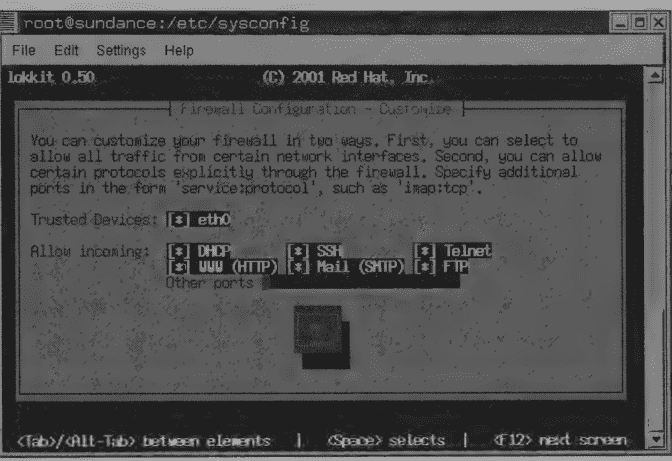 root@sundance:/etc/sysconfig
File Edit Settings Help
lokkit 0.50 (C) 2001 Red Hat, Inc.
Firewall Configuration - Customize
You can customize your firewall in two ways. First, you can select to
allow all traffic from certain network interfaces. Second, you can allow
certain protocols explicitly through the firewall. Specify additional
ports in the form 'service:protocol', such as 'imap:tcp'.
Trusted Devices: [*] eth0
Allow incoming: [*] DHCP [*] SSH [*] Telnet
[*] WWW (HTTP) [*] Mail (SMTP) [*] FTP
Other ports
<Tab>/<Alt-Tab> between elements | <Space> selects | <F12> next screen